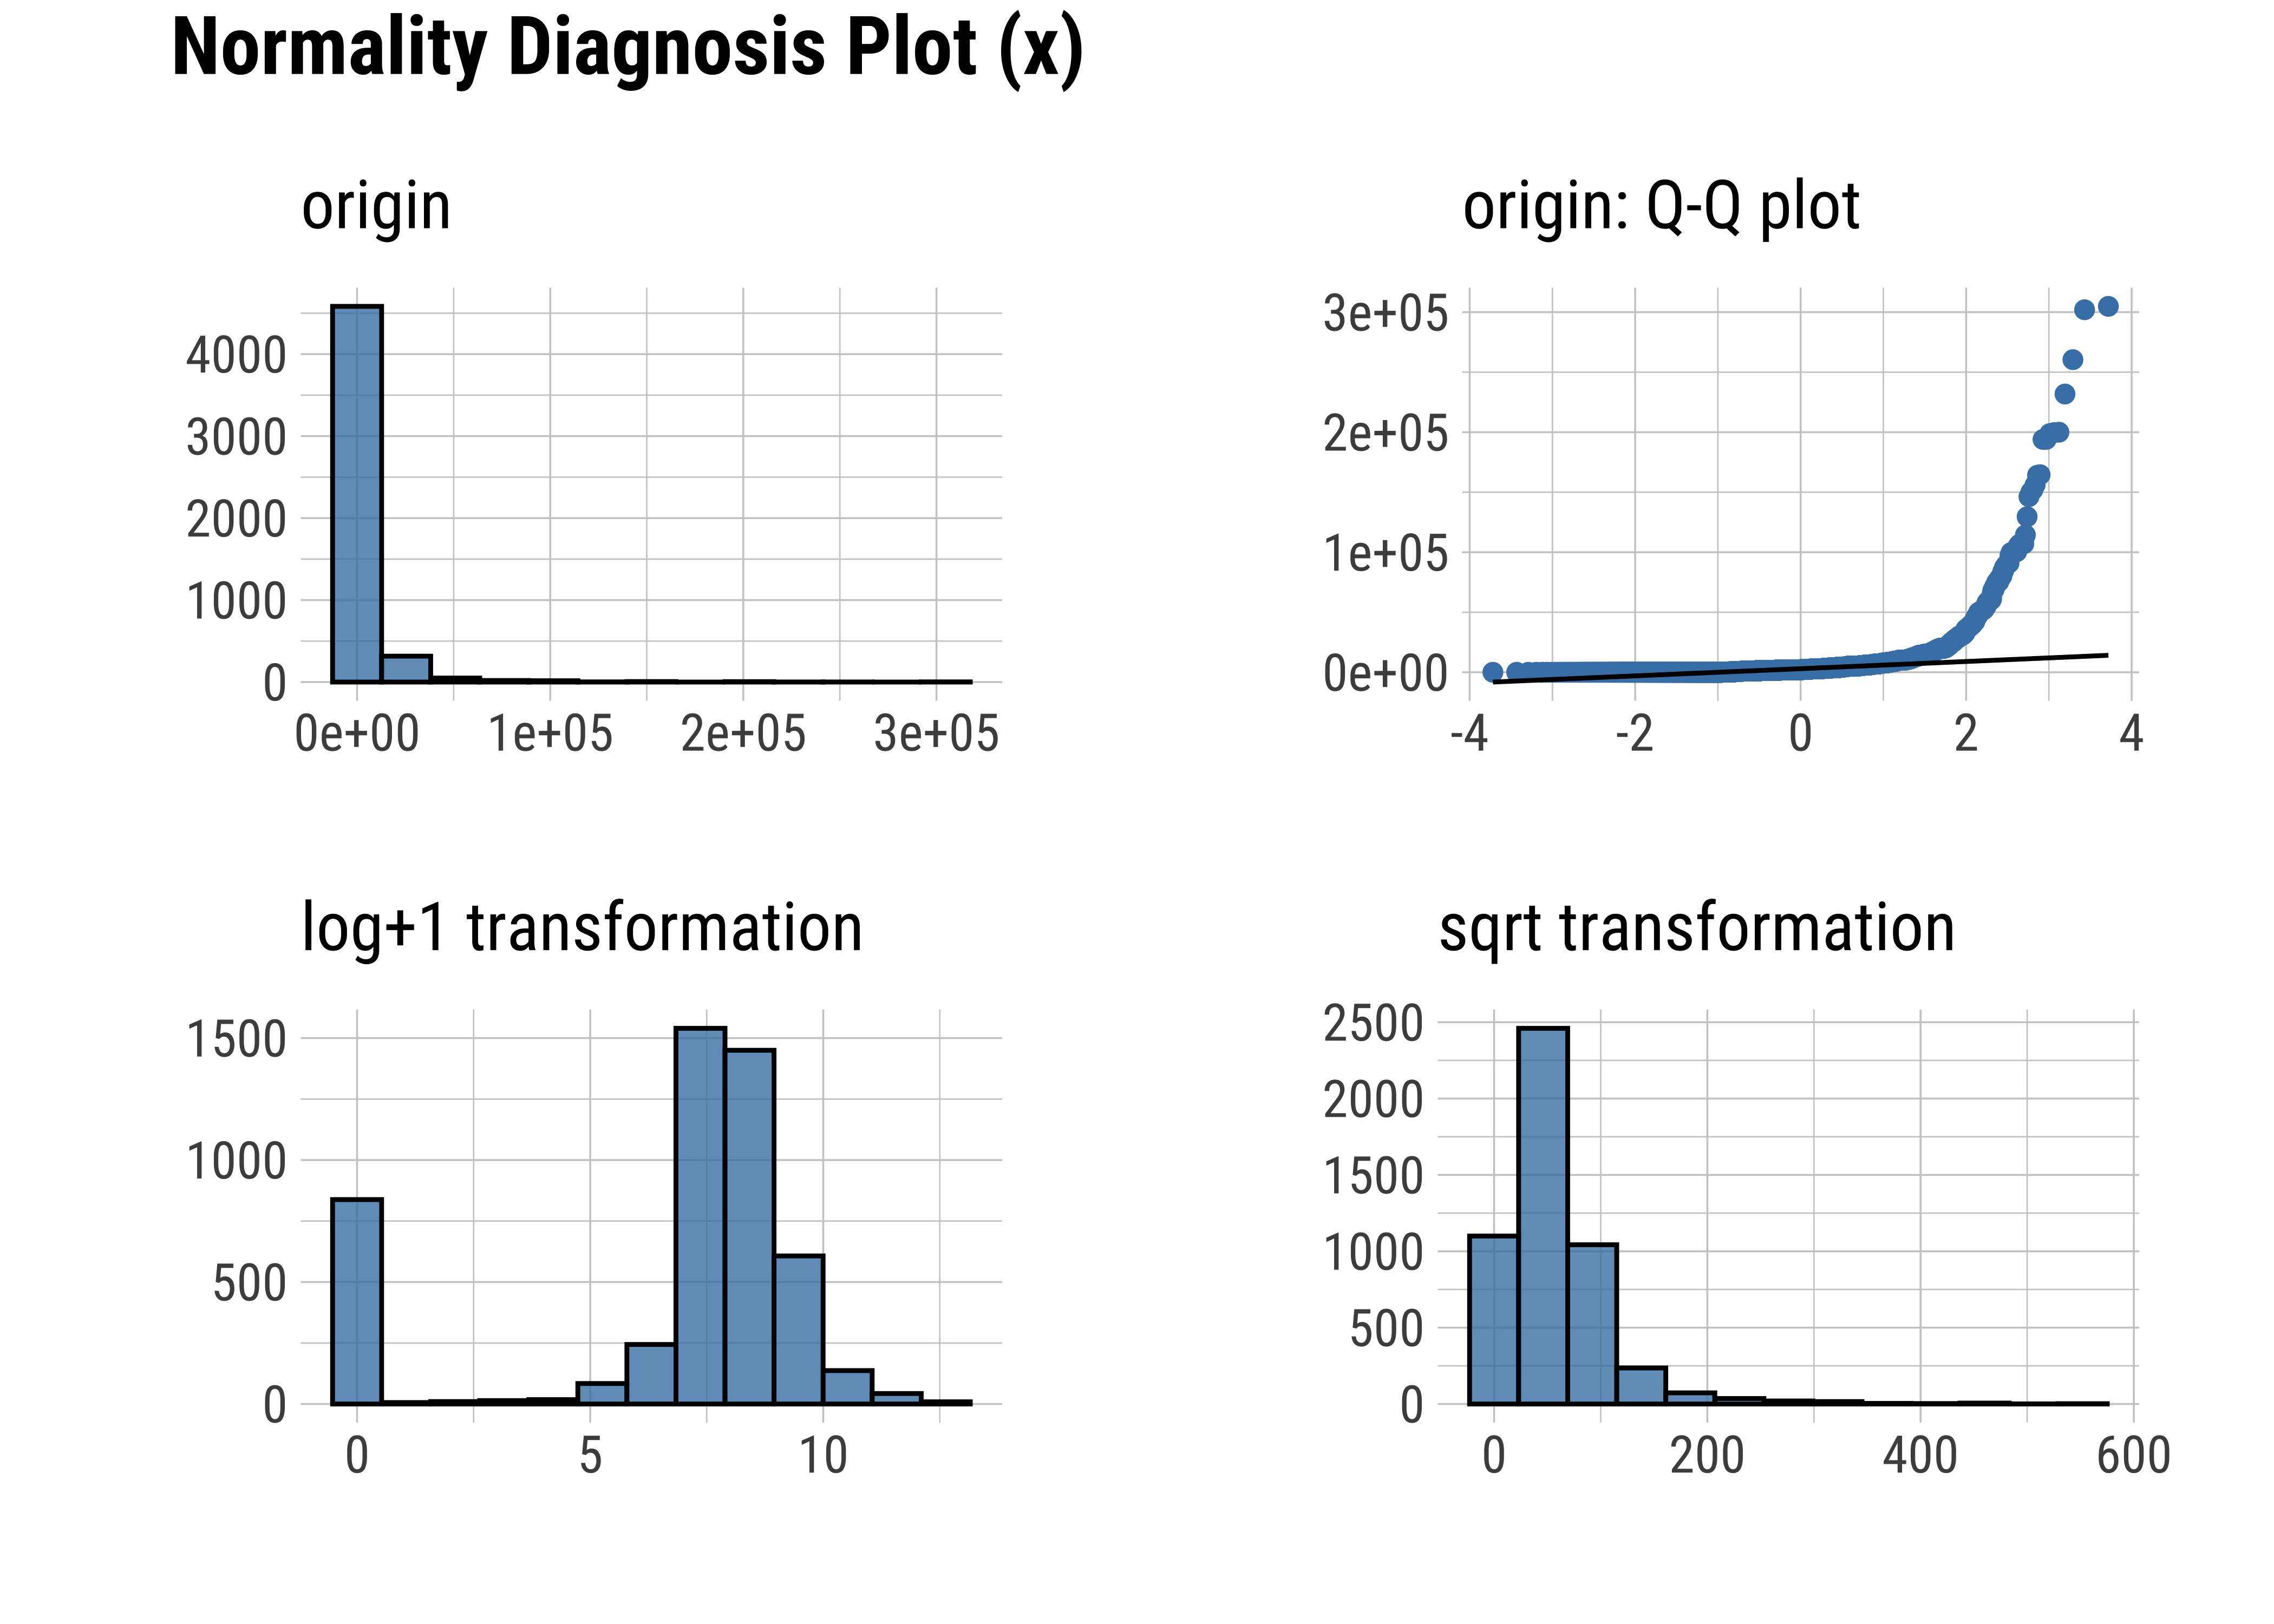 Normality Diagnosis Plot (x)
origin
4000
3000
2000
1000
0
0e+00 1e+05 2e+05 3e+05
origin: Q-Q plot
3e+05
2e+05
1e+05
0e+00
-4 -2 0 2 4
log+1 transformation
1500
1000
500
0
0 5 10
sqrt transformation
2500
2000
1500
1000
500
0
0 200 400 600